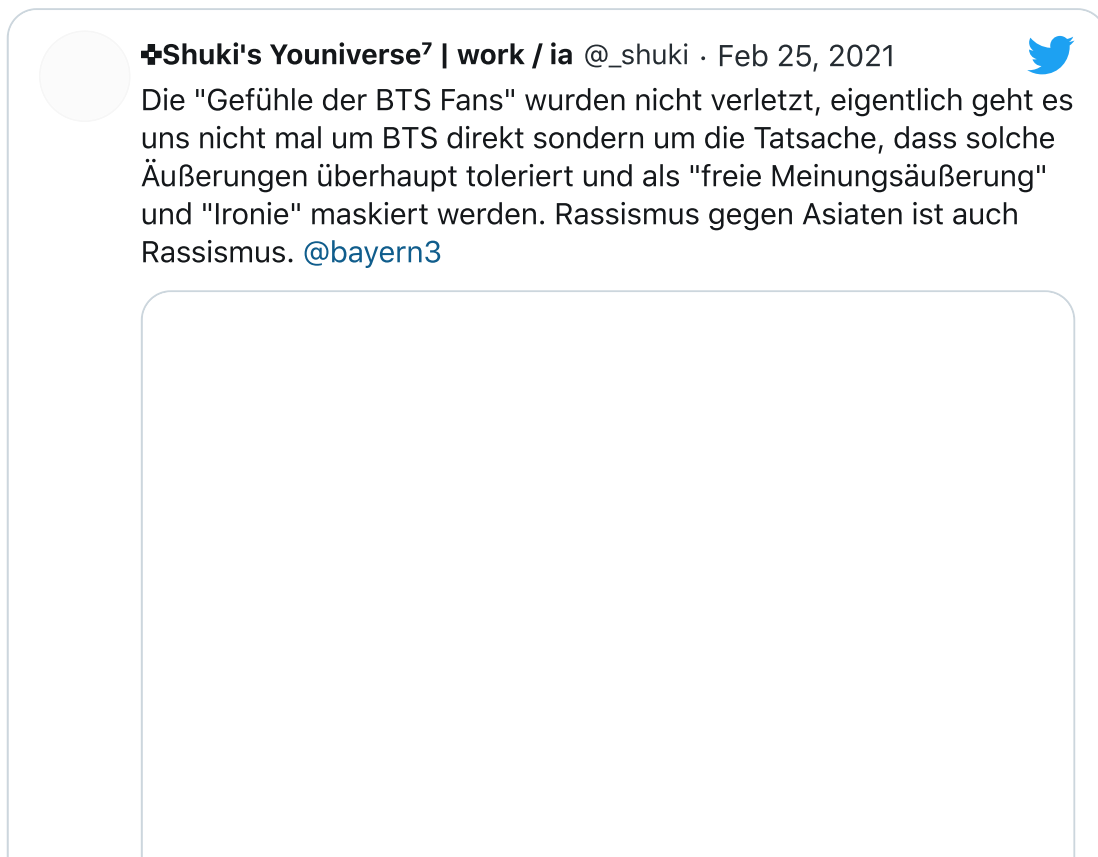 ✜Shuki's Youniverse⁷ | work / ia @_shuki · Feb 25, 2021
Die "Gefühle der BTS Fans" wurden nicht verletzt, eigentlich geht es
uns nicht mal um BTS direkt sondern um die Tatsache, dass solche
Äußerungen überhaupt toleriert und als "freie Meinungsäußerung"
und "Ironie" maskiert werden. Rassismus gegen Asiaten ist auch
Rassismus. @bayern3